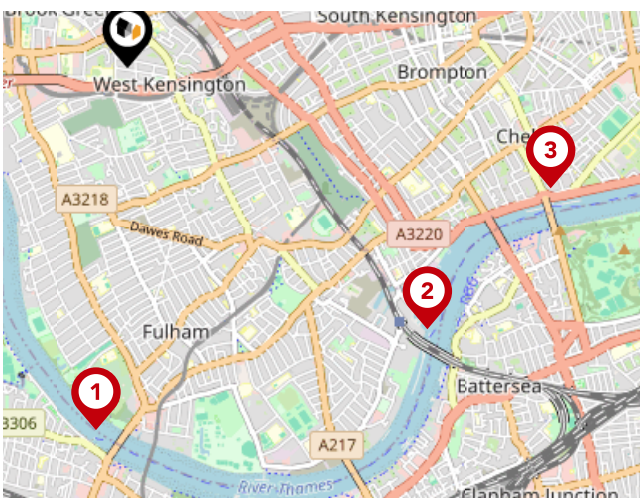 South Kensington
West Kensington
Brompton
3
A3218
Dawes Road
A3220
2
Fulham
1
Battersea
3306
A217
River Thames
Clapham Junction